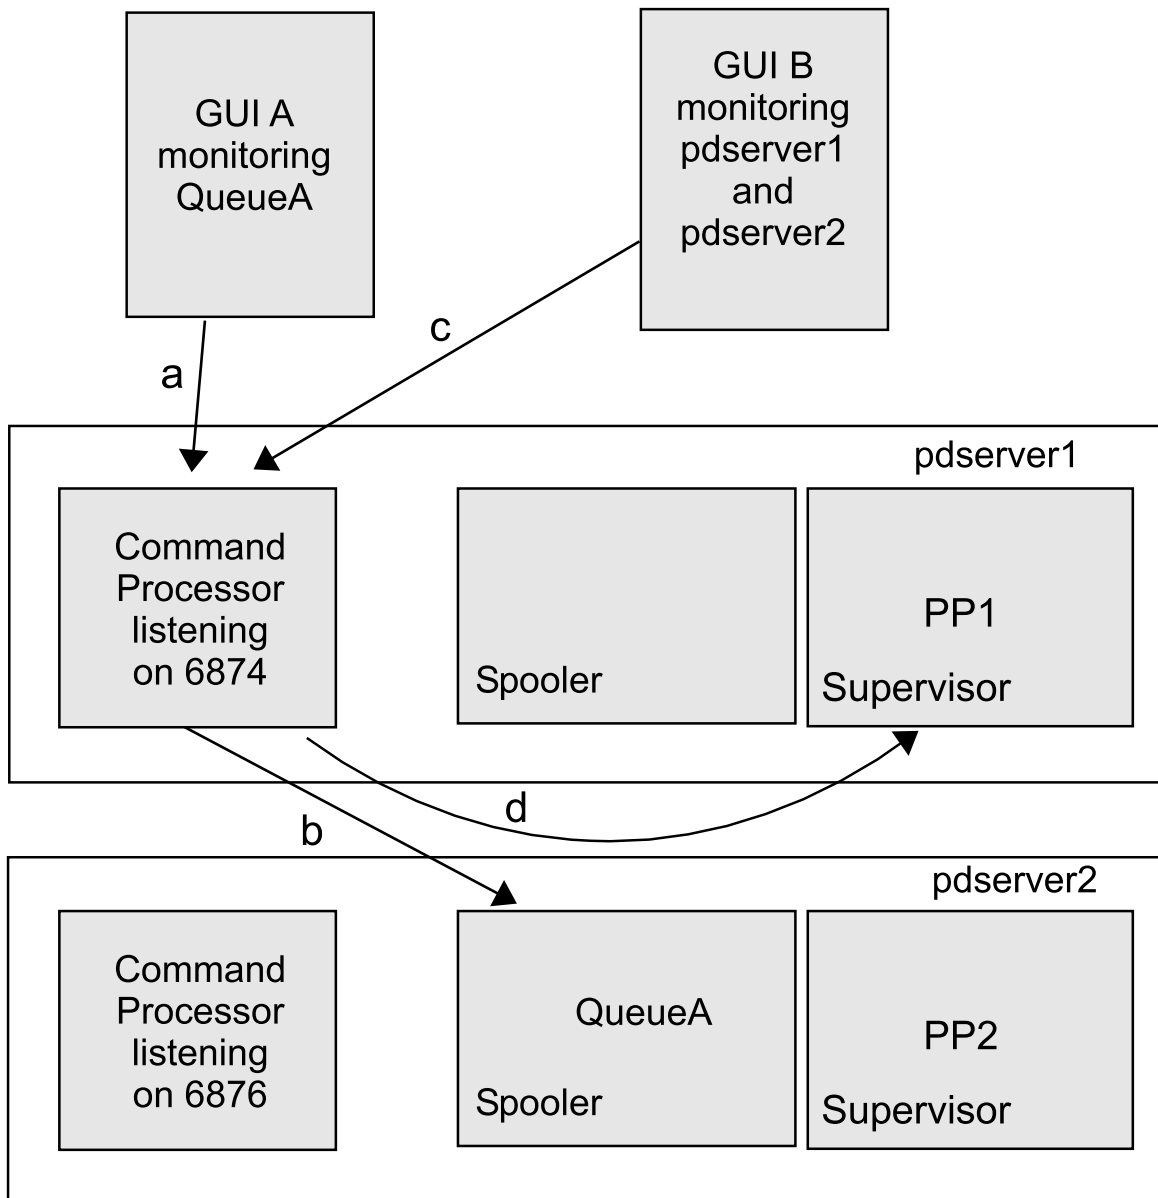 GUI A
monitoring
QueueA
GUI B
monitoring
pdserver1
and
pdserver2
a
c
pdserver1
Command
Processor
listening
on 6874
Spooler
PP1
Supervisor
b
d
pdserver2
Command
Processor
listening
on 6876
QueueA
Spooler
PP2
Supervisor